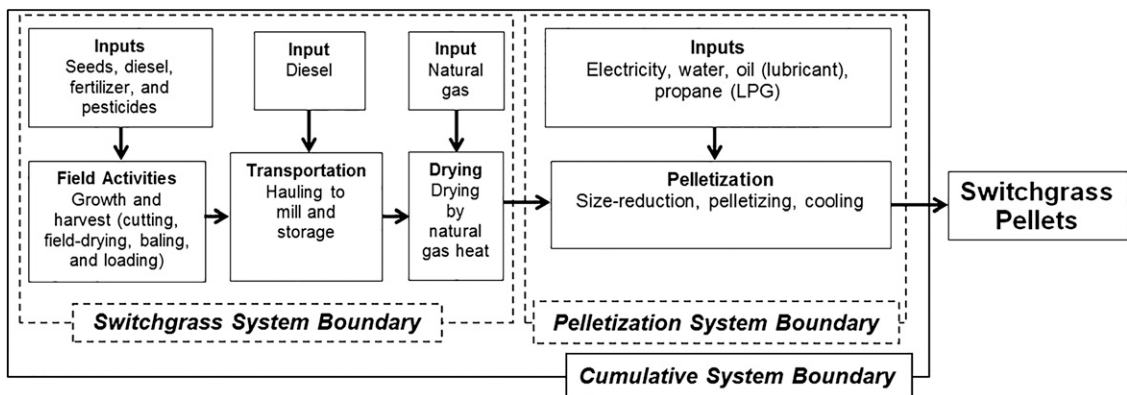 Inputs
Seeds, diesel,
fertilizer, and
pesticides
Input
Diesel
Input
Natural
gas
Inputs
Electricity, water, oil (lubricant),
propane (LPG)
Field Activities
Growth and
harvest (cutting,
field-drying, baling,
and loading)
Transportation
Hauling to
mill and
storage
Drying
Drying
by
natural
gas heat
Pelletization
Size-reduction, pelletizing, cooling
Switchgrass
Pellets
Switchgrass System Boundary
Pelletization System Boundary
Cumulative System Boundary